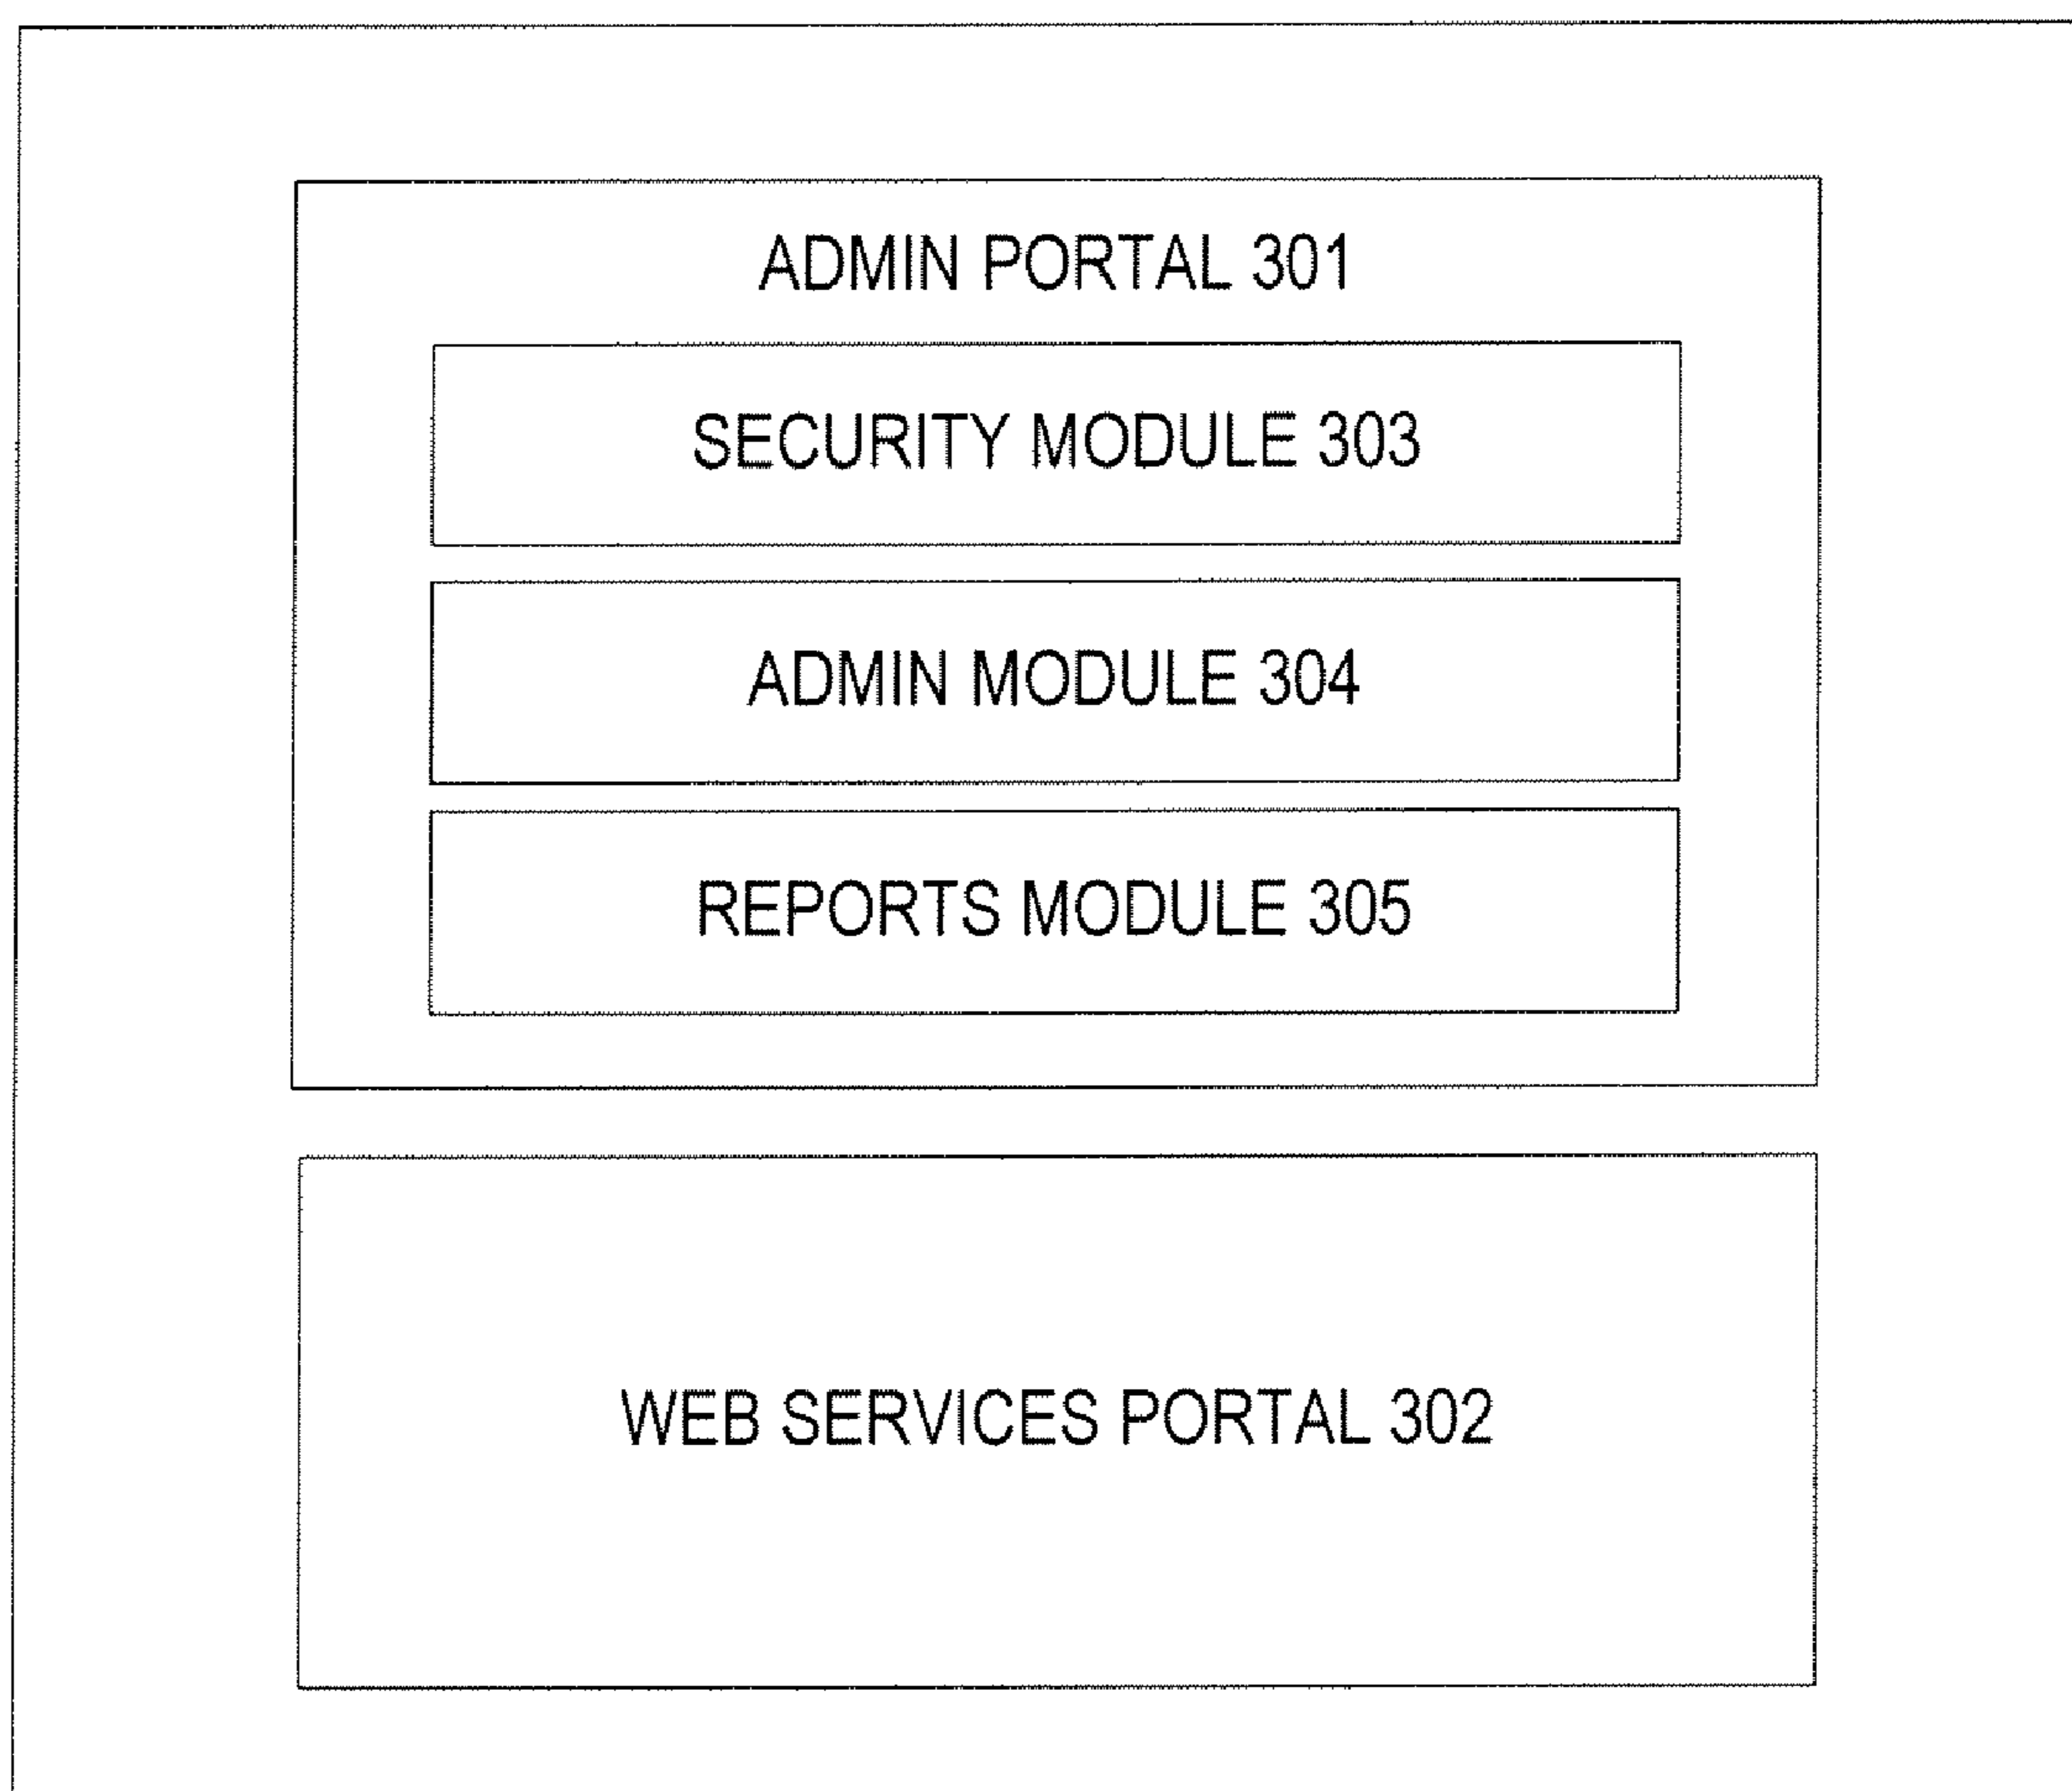 ADMIN PORTAL 301
SECURITY MODULE 303
ADMIN MODULE 304
REPORTS MODULE 305
WEB SERVICES PORTAL 302